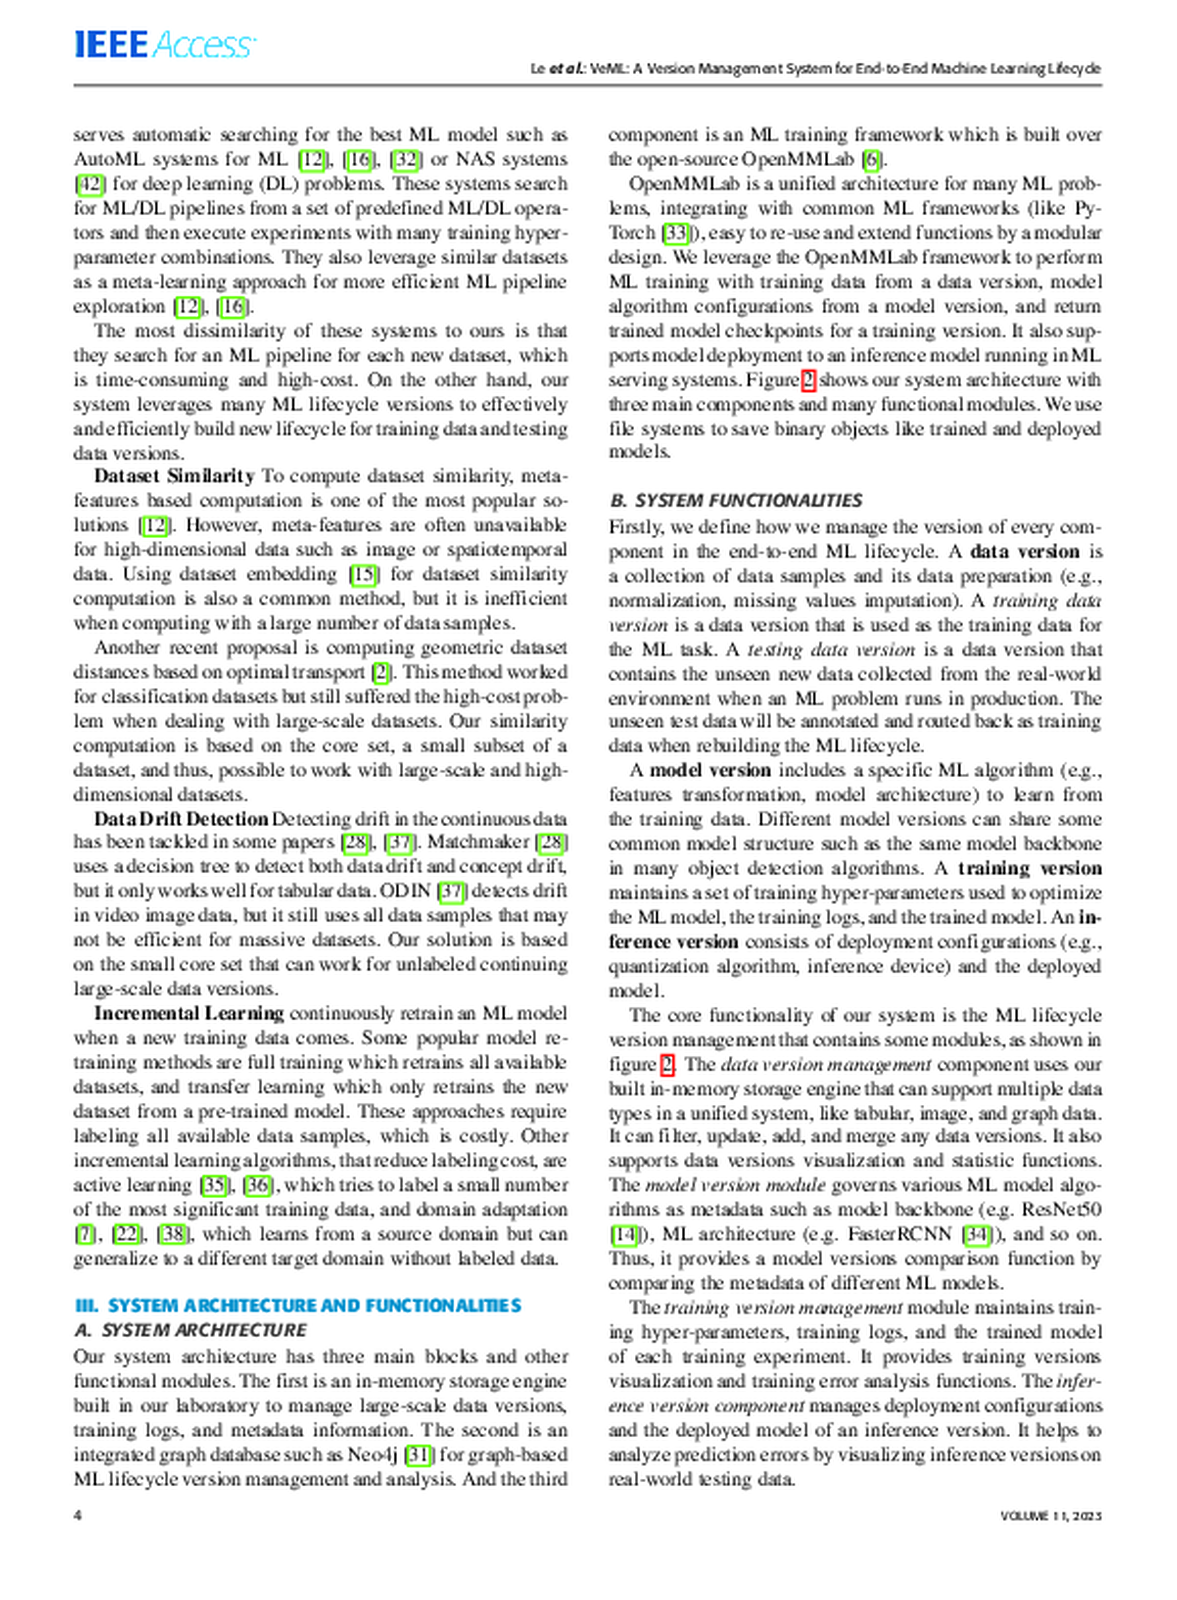 IEEE Access
Le et al.: VeML: A Version Management System for End-to-End Machine Learning Lifecycle
serves automatic searching for the best ML model such as
AutoML systems for ML [12], [16], [32] or NAS systems
[42] for deep learning (DL) problems. These systems search
for ML/DL pipelines from a set of predefined ML/DL opera-
tors and then execute experiments with many training hyper-
parameter combinations. They also leverage similar datasets
as a meta-learning approach for more efficient ML pipeline
exploration [12], [16].
The most dissimilarity of these systems to ours is that
they search for an ML pipeline for each new dataset, which
is time-consuming and high-cost. On the other hand, our
system leverages many ML lifecycle versions to effectively
and efficiently build new lifecycle for training data and testing
data versions.
Dataset Similarity To compute dataset similarity, meta-
features based computation is one of the most popular so-
lutions [12]. However, meta-features are often unavailable
for high-dimensional data such as image or spatiotemporal
data. Using dataset embedding [15] for dataset similarity
computation is also a common method, but it is inefficient
when computing with a large number of data samples.
Another recent proposal is computing geometric dataset
distances based on optimal transport [2]. This method worked
for classification datasets but still suffered the high-cost prob-
lem when dealing with large-scale datasets. Our similarity
computation is based on the core set, a small subset of a
dataset, and thus, possible to work with large-scale and high-
dimensional datasets.
Data Drift Detection Detecting drift in the continuous data
has been tackled in some papers [28], [37]. Matchmaker [28]
uses a decision tree to detect both data drift and concept drift,
but it only works well for tabular data. ODIN [37] detects drift
in video image data, but it still uses all data samples that may
not be efficient for massive datasets. Our solution is based
on the small core set that can work for unlabeled continuing
large-scale data versions.
Incremental Learning continuously retrain an ML model
when a new training data comes. Some popular model re-
training methods are full training which retrains all available
datasets, and transfer learning which only retrains the new
dataset from a pre-trained model. These approaches require
labeling all available data samples, which is costly. Other
incremental learning algorithms, that reduce labeling cost, are
active learning [35], [36], which tries to label a small number
of the most significant training data, and domain adaptation
[7], [22], [38], which learns from a source domain but can
generalize to a different target domain without labeled data.
III. SYSTEM ARCHITECTURE AND FUNCTIONALITIES
A. SYSTEM ARCHITECTURE
Our system architecture has three main blocks and other
functional modules. The first is an in-memory storage engine
built in our laboratory to manage large-scale data versions,
training logs, and metadata information. The second is an
integrated graph database such as Neo4j [31] for graph-based
ML lifecycle version management and analysis. And the third
component is an ML training framework which is built over
the open-source OpenMMLab [6].
OpenMMLab is a unified architecture for many ML prob-
lems, integrating with common ML frameworks (like Py-
Torch [33]), easy to re-use and extend functions by a modular
design. We leverage the OpenMMLab framework to perform
ML training with training data from a data version, model
algorithm configurations from a model version, and return
trained model checkpoints for a training version. It also sup-
ports model deployment to an inference model running in ML
serving systems. Figure 2 shows our system architecture with
three main components and many functional modules. We use
file systems to save binary objects like trained and deployed
models.
B. SYSTEM FUNCTIONALITIES
Firstly, we define how we manage the version of every com-
ponent in the end-to-end ML lifecycle. A data version is
a collection of data samples and its data preparation (e.g.,
normalization, missing values imputation). A training data
version is a data version that is used as the training data for
the ML task. A testing data version is a data version that
contains the unseen new data collected from the real-world
environment when an ML problem runs in production. The
unseen test data will be annotated and routed back as training
data when rebuilding the ML lifecycle.
A model version includes a specific ML algorithm (e.g.,
features transformation, model architecture) to learn from
the training data. Different model versions can share some
common model structure such as the same model backbone
in many object detection algorithms. A training version
maintains a set of training hyper-parameters used to optimize
the ML model, the training logs, and the trained model. An in-
ference version consists of deployment configurations (e.g.,
quantization algorithm, inference device) and the deployed
model.
The core functionality of our system is the ML lifecycle
version management that contains some modules, as shown in
figure 2. The data version management component uses our
built in-memory storage engine that can support multiple data
types in a unified system, like tabular, image, and graph data.
It can filter, update, add, and merge any data versions. It also
supports data versions visualization and statistic functions.
The model version module governs various ML model algo-
rithms as metadata such as model backbone (e.g. ResNet50
[14]), ML architecture (e.g. FasterRCNN [34]), and so on.
Thus, it provides a model versions comparison function by
comparing the metadata of different ML models.
The training version management module maintains train-
ing hyper-parameters, training logs, and the trained model
of each training experiment. It provides training versions
visualization and training error analysis functions. The infer-
ence version component manages deployment configurations
and the deployed model of an inference version. It helps to
analyze prediction errors by visualizing inference versions on
real-world testing data.
4
VOLUME 11, 2023